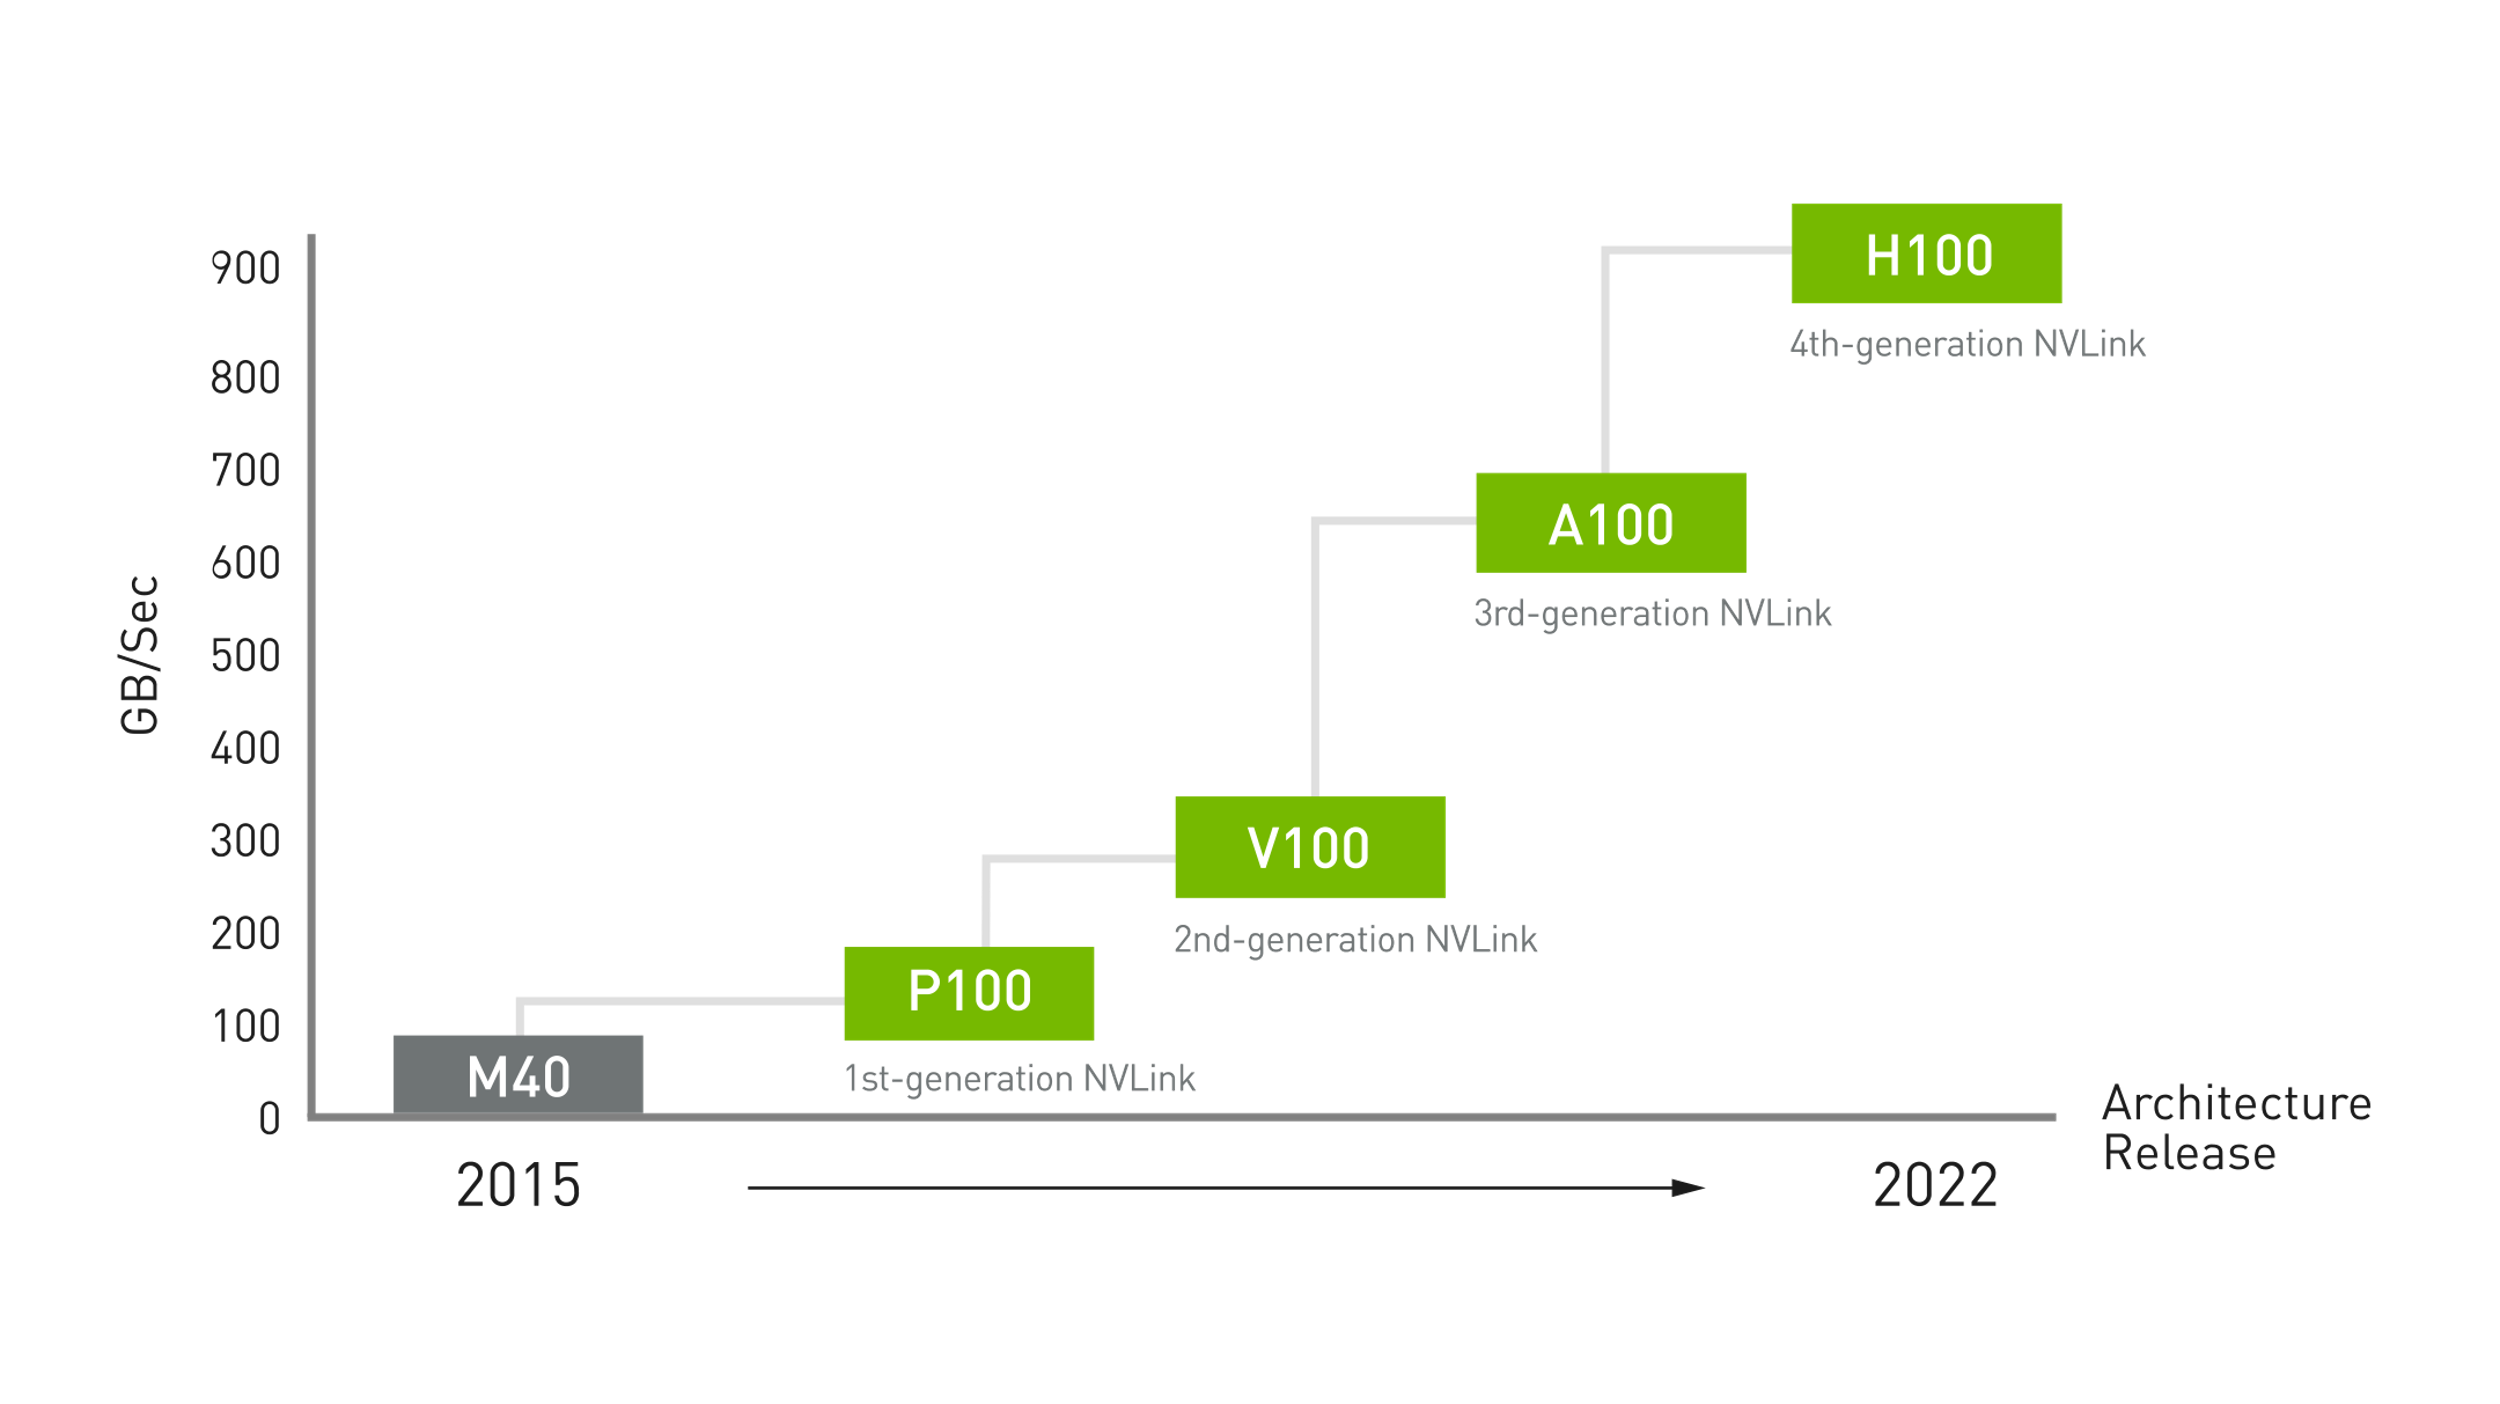 GB/Sec
900
800
700
600
500
400
300
200
100
0
H100
4th-generation NVLink
A100
3rd-generation NVLink
V100
2nd-generation NVLink
P100
1st-generation NVLink
M40
2015
2022
Architecture
Release